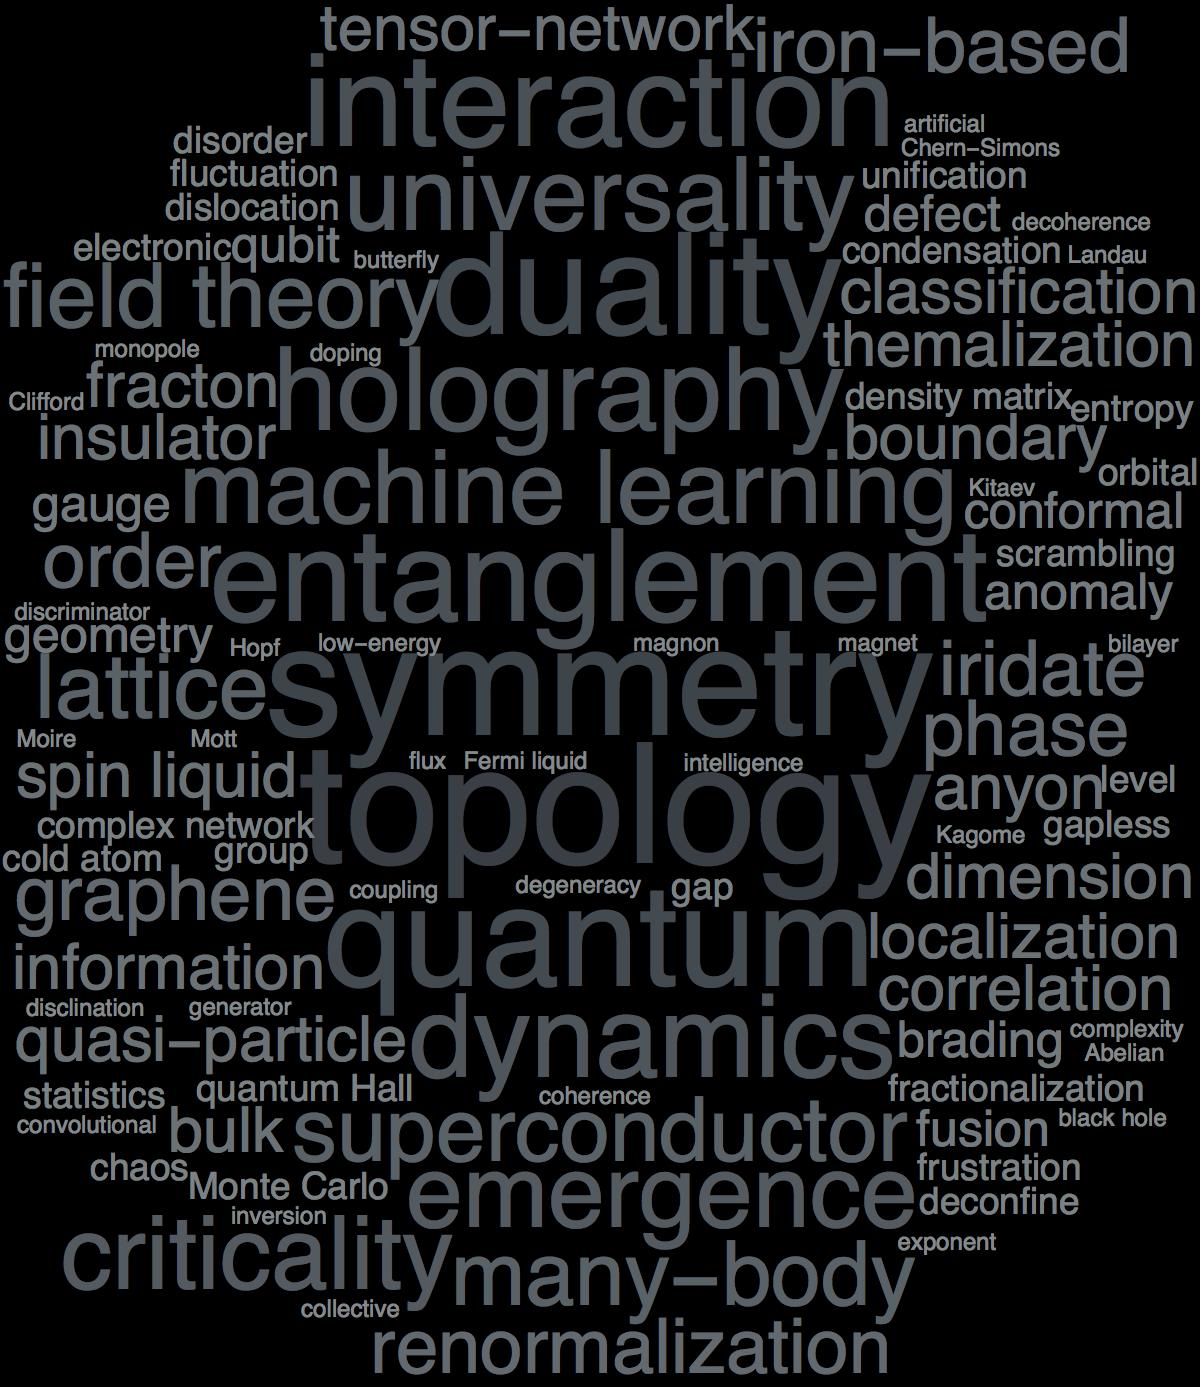 tensor-network iron-based
interaction
artificial
disorder Chern-Simons
fluctuation universality unification
dislocation defect decoherence
electronic qubit butterfly condensation Landau
field theory duality classification
monopole doping themalization
Clifford fracton holography density matrix entropy
insulator boundary
gauge machine learning Kitaev orbital
conformal
order entanglement scrambling
discriminator anomaly
geometry Hopf low-energy magnon magnet bilayer
lattice symmetry iridate
Moire Mott phase
spin liquid flux Fermi liquid intelligence anyon level
complex network topology Kagome gapless
cold atom group dimension
graphene coupling degeneracy gap
information quantum localization
disclination generator correlation
quasi-particle dynamics brading complexity
Abelian
statistics quantum Hall coherence fractionalization
convolutional bulk superconductor fusion black hole
chaos frustration
Monte Carlo emergence deconfine
inversion
criticality many-body exponent
collective
renormalization